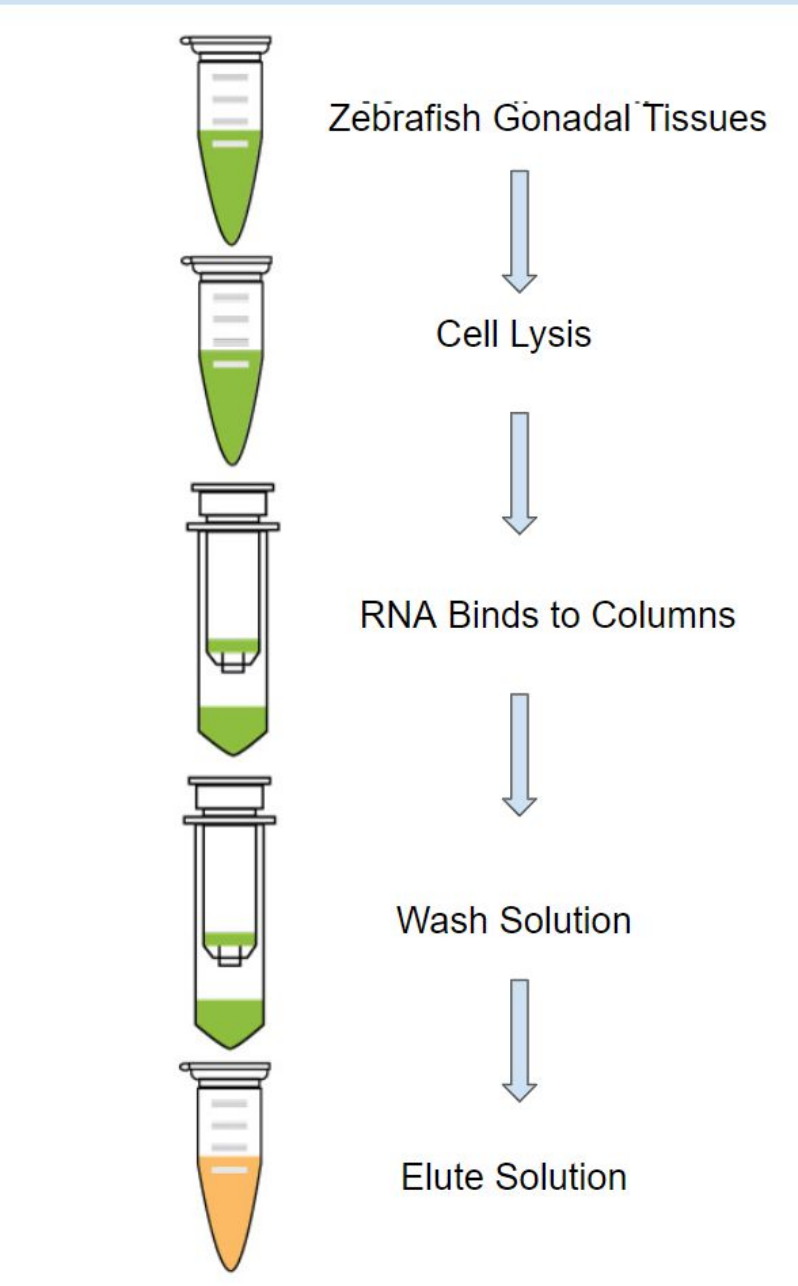 Zebrafish Gonadal Tissues
Cell Lysis
RNA Binds to Columns
Wash Solution
Elute Solution